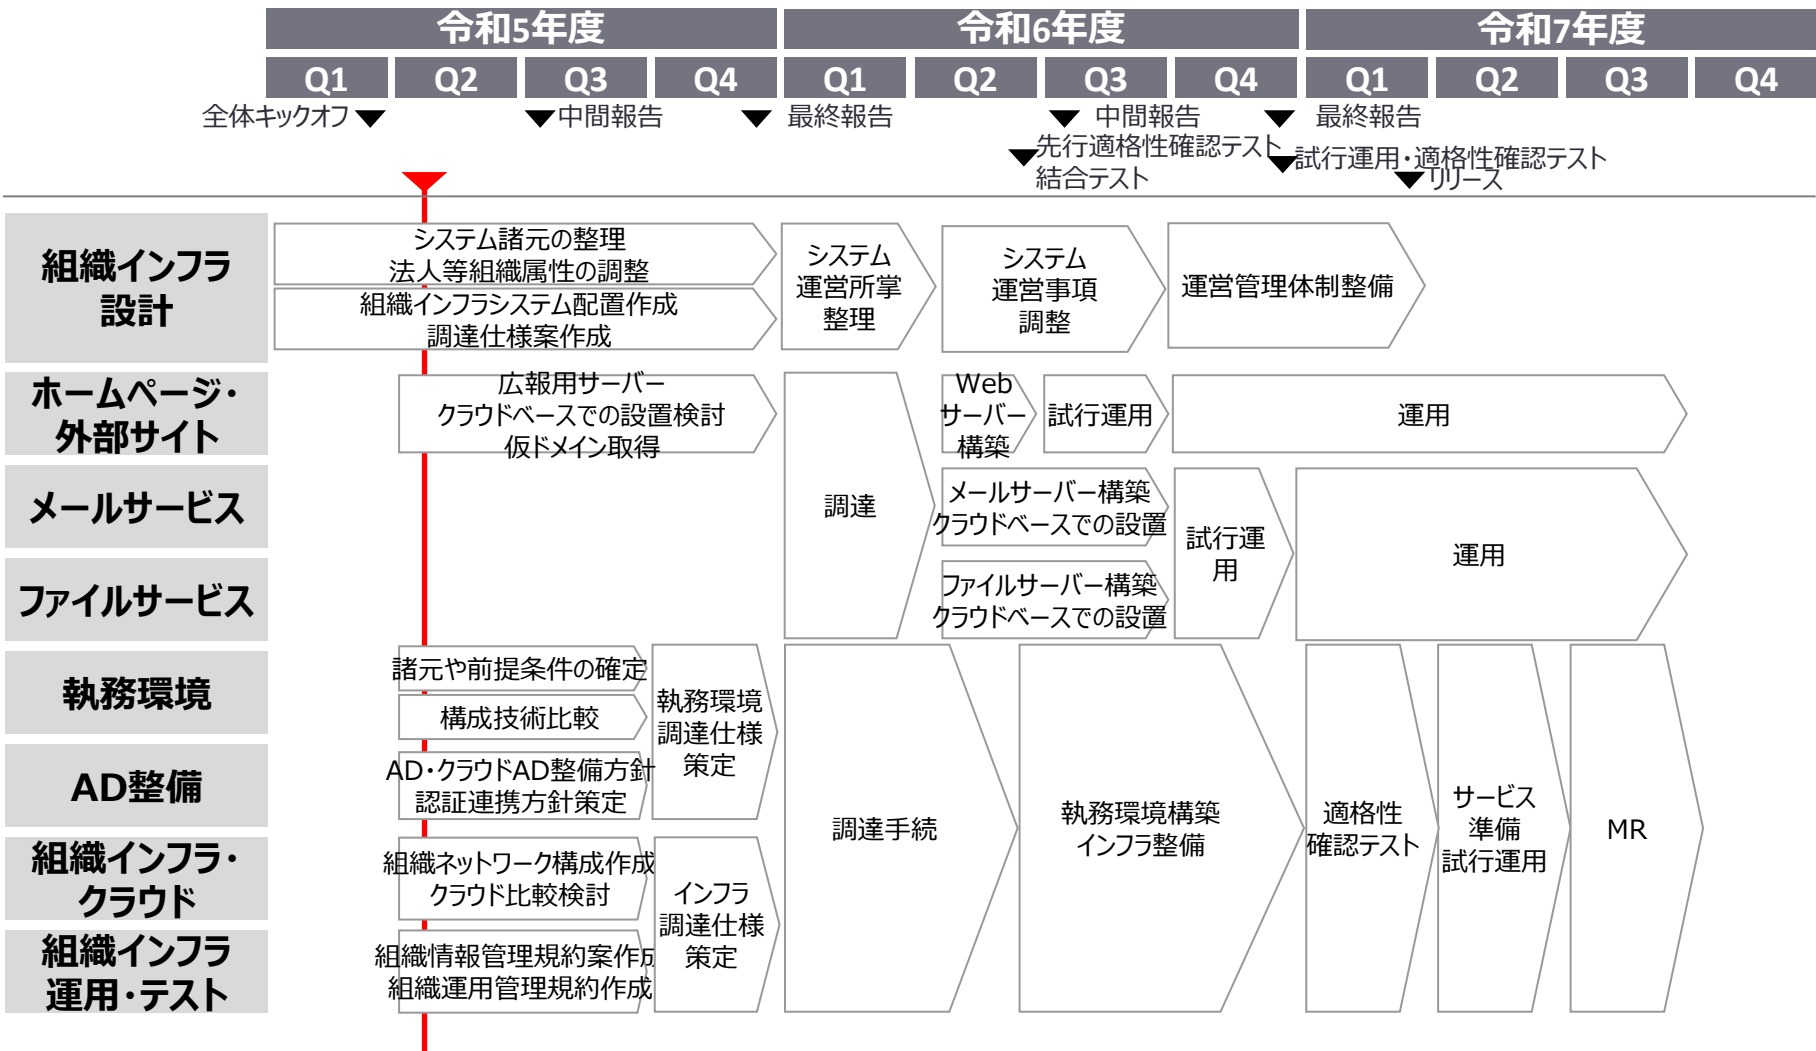 令和5年度
令和6年度
令和7年度
Q1
Q2
Q3
Q4
Q1
Q2
Q3
Q4
Q1
Q2
Q3
Q4
全体キックオフ
中間報告
最終報告
中間報告
最終報告
先行適格性確認テスト
結合テスト
試行運用・適格性確認テスト
リリース
組織インフラ
設計
システム諸元の整理
法人等組織属性の調整
組織インフラシステム配置作成
調達仕様案作成
システム
運営所掌
整理
システム
運営事項
調整
運営管理体制整備
ホームページ・
外部サイト
広報用サーバー
クラウドベースでの設置検討
仮ドメイン取得
調達
Web
サーバー
構築
試行運用
運用
メールサービス
メールサーバー構築
クラウドベースでの設置
試行運
用
運用
ファイルサービス
ファイルサーバー構築
クラウドベースでの設置
執務環境
諸元や前提条件の確定
構成技術比較
執務環境
調達仕様
策定
AD整備
AD・クラウドAD整備方針
認証連携方針策定
調達手続
執務環境構築
インフラ整備
適格性
確認テスト
サービス
準備
試行運用
MR
組織インフラ・
クラウド
組織ネットワーク構成作成
クラウド比較検討
インフラ
調達仕様
策定
組織インフラ
運用・テスト
組織情報管理規約案作成
組織運用管理規約作成